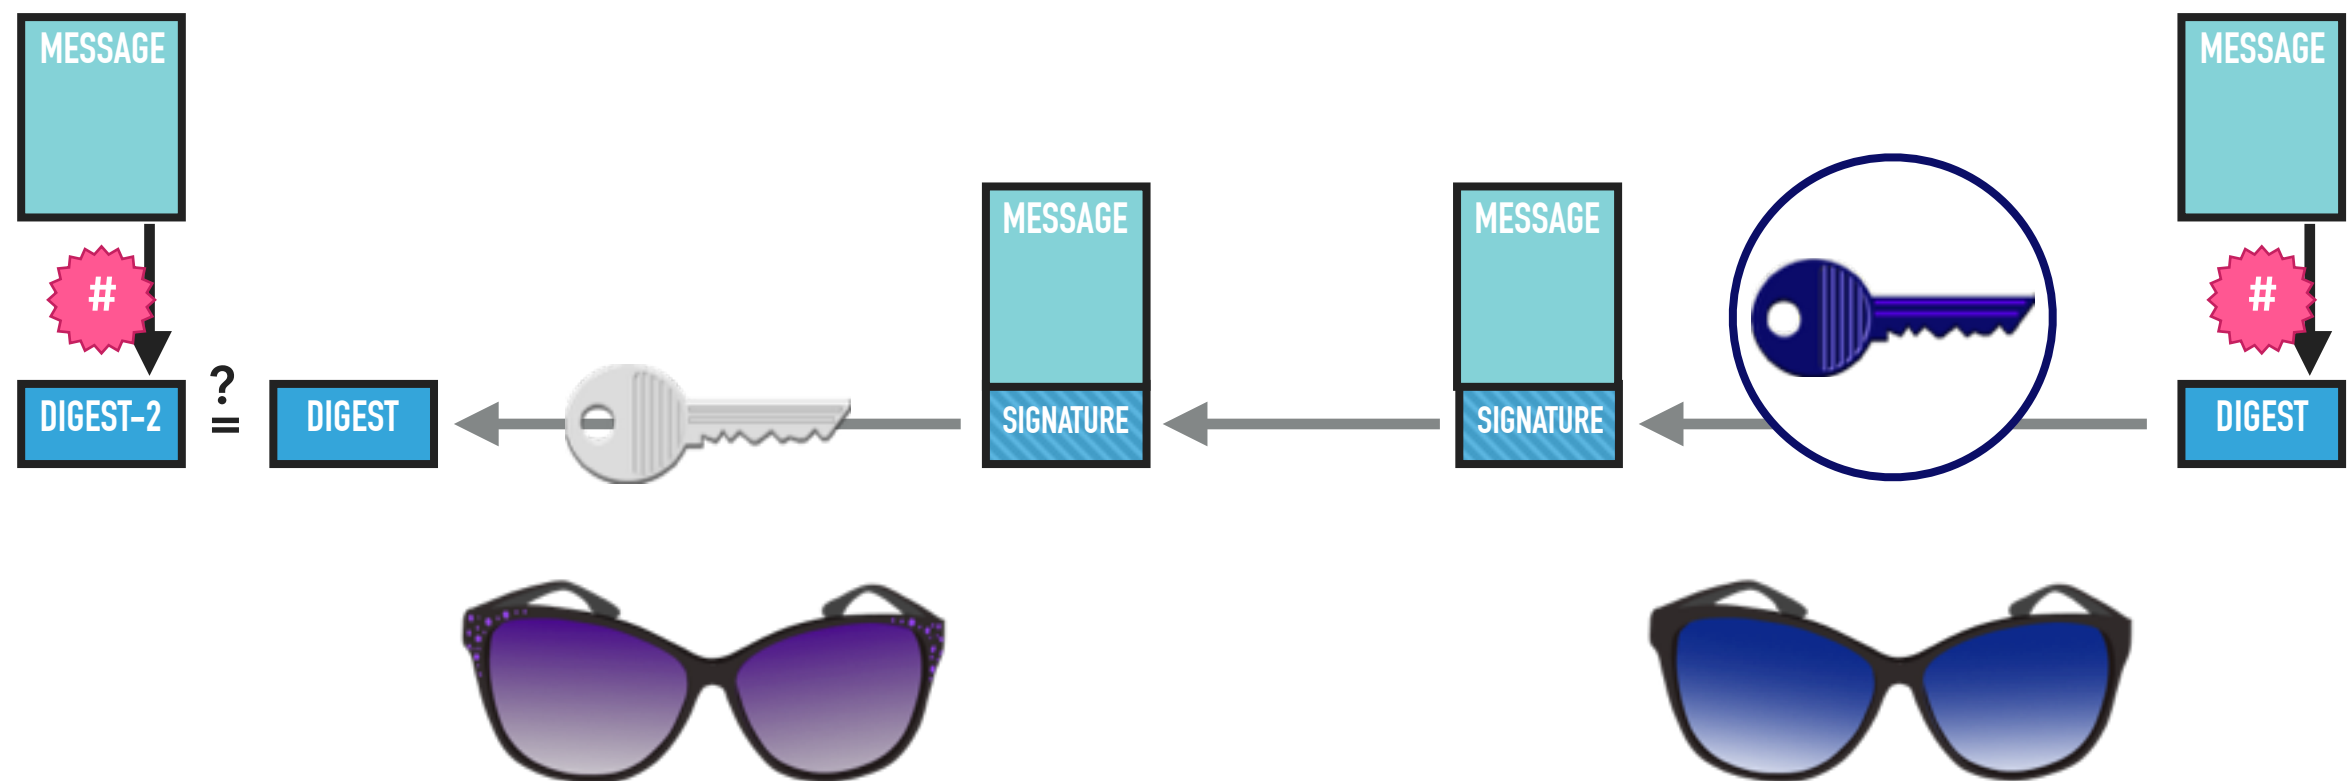 MESSAGE
MESSAGE
MESSAGE
MESSAGE
#
#
?
=
DIGEST-2
DIGEST
SIGNATURE
SIGNATURE
DIGEST